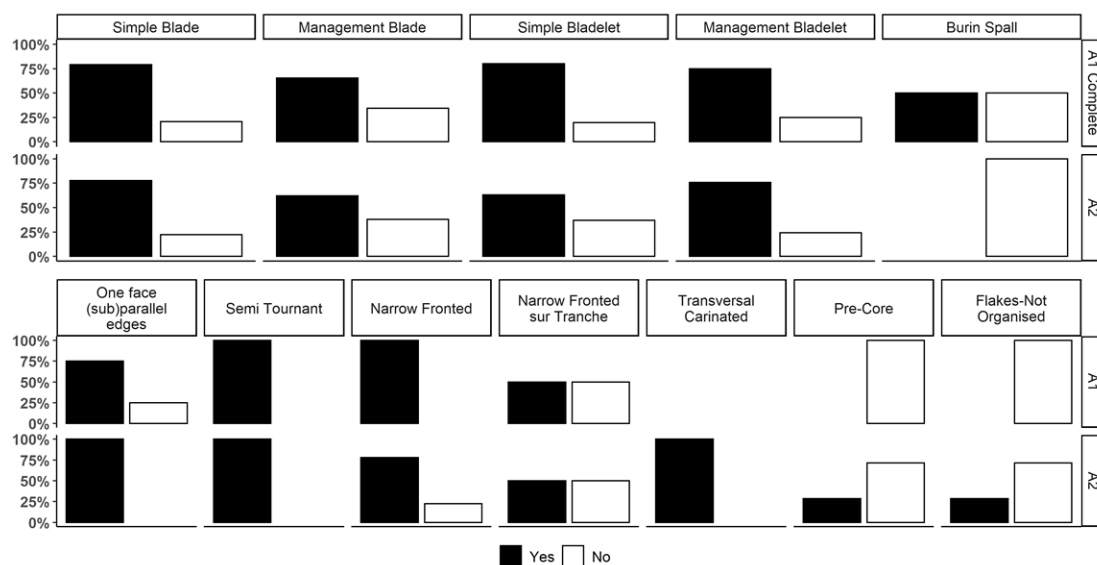 Simple Blade Management Blade Simple Bladelet Management Bladelet Burin Spall
100%
75%
50%
25%
0%
A1 Complete
100%
75%
50%
25%
0%
A2
One face
(sub)parallel
edges
Semi Tournant
Narrow Fronted
Narrow Fronted
sur Tranche
Transversal
Carinated
Pre-Core
Flakes-Not
Organised
100%
75%
50%
25%
0%
A1
100%
75%
50%
25%
0%
A2
Yes No